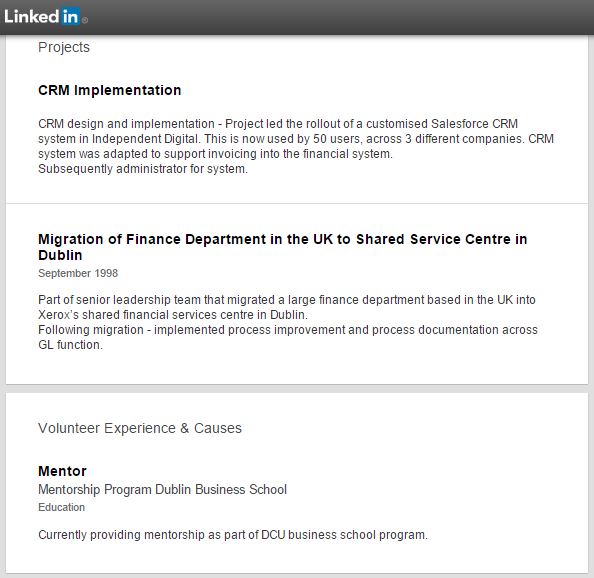 Linked in®
Projects
CRM Implementation
CRM design and implementation - Project led the rollout of a customised Salesforce CRM
system in Independent Digital. This is now used by 50 users, across 3 different companies. CRM
system was adapted to support invoicing into the financial system.
Subsequently administrator for system.
Migration of Finance Department in the UK to Shared Service Centre in
Dublin
September 1998
Part of senior leadership team that migrated a large finance department based in the UK into
Xerox's shared financial services centre in Dublin.
Following migration - implemented process improvement and process documentation across
GL function.
Volunteer Experience & Causes
Mentor
Mentorship Program Dublin Business School
Education
Currently providing mentorship as part of DCU business school program.